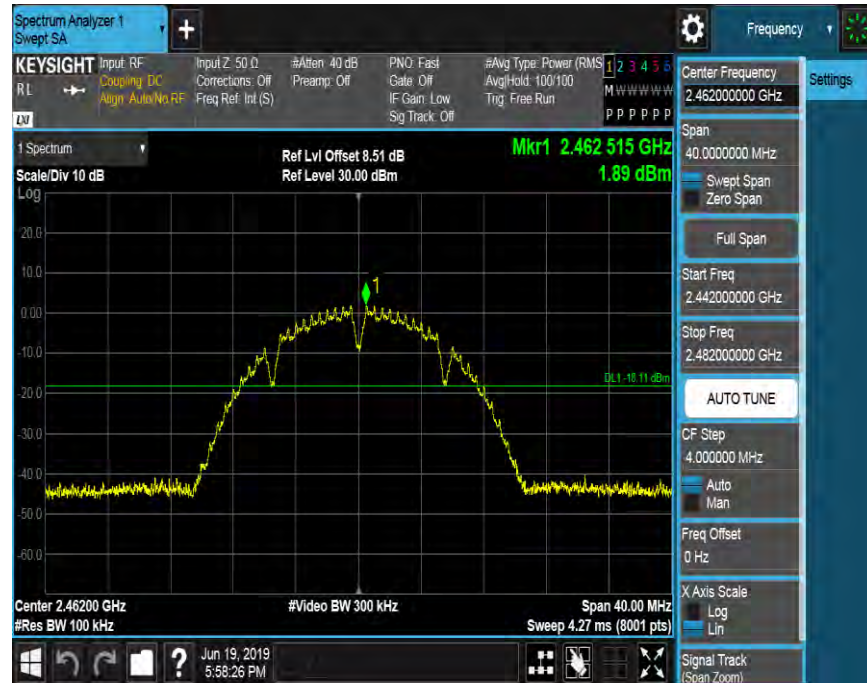 Spectrum Analyzer 1
Swept SA
+
Frequency
KEYSIGHT
RL
LXI
Input: RF
Coupling: DC
Align: Auto/No RF
Input Z: 50 Ω
Corrections: Off
Freq Ref: Int (S)
#Atten: 40 dB
Preamp: Off
PNO: Fast
Gate: Off
IF Gain: Low
Sig Track: Off
#Avg Type: Power (RMS
Avg|Hold: 100/100
Trig: Free Run
1 2 3 4 5 6
M W W W W W
P P P P P P
Center Frequency
2.462000000 GHz
Settings
Span
40.0000000 MHz
Swept Span
Zero Span
Full Span
Start Freq
2.442000000 GHz
Stop Freq
2.482000000 GHz
AUTO TUNE
CF Step
4.000000 MHz
Auto
Man
Freq Offset
0 Hz
X Axis Scale
Log
Lin
Signal Track
(Span Zoom)
1 Spectrum
Scale/Div 10 dB
Ref Lvl Offset 8.51 dB
Ref Level 30.00 dBm
Mkr1 2.462 515 GHz
1.89 dBm
Log
20.0
10.0
0.00
-10.0
-20.0
-30.0
-40.0
-50.0
-60.0
1
DL1 -18.11 dBm
Center 2.46200 GHz
#Res BW 100 kHz
#Video BW 300 kHz
Span 40.00 MHz
Sweep 4.27 ms (8001 pts)
?
Jun 19, 2019
5:58:26 PM